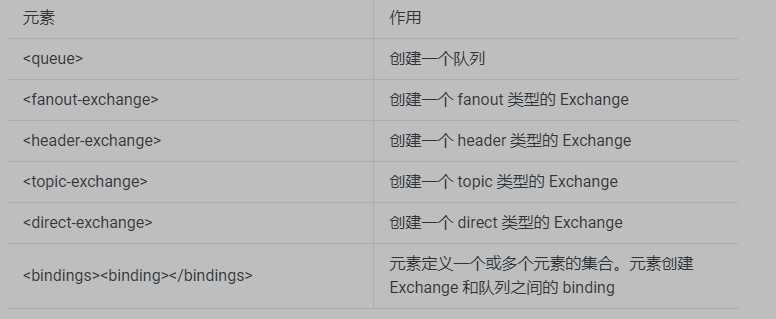 元素 作用
<queue> 创建一个队列
<fanout-exchange> 创建一个 fanout 类型的 Exchange
<header-exchange> 创建一个 header 类型的 Exchange
<topic-exchange> 创建一个 topic 类型的 Exchange
<direct-exchange> 创建一个 direct 类型的 Exchange
<bindings><binding></bindings> 元素定义一个或多个元素的集合。元素创建
Exchange 和队列之间的 binding